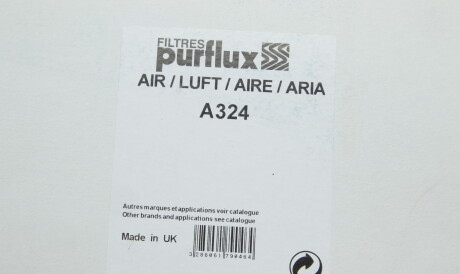 FILTRES
purflux
AIR / LUFT / AIRE / ARIA
A324
Autres marques et applications voir catalogue
Other brands and applications see catalogue
Made in UK